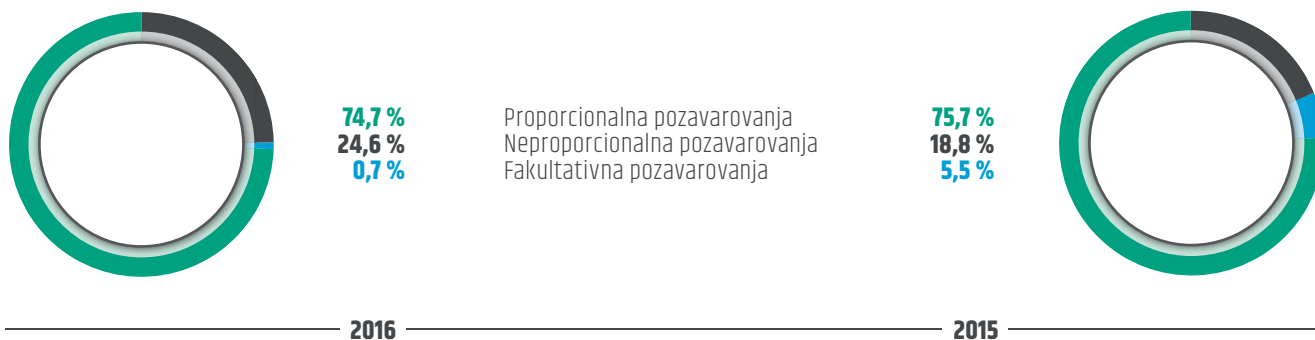 74,7 % Proporcionalna pozavarovanja 75,7 %
24,6 % Neproporcionalna pozavarovanja 18,8 %
0,7 % Fakultativna pozavarovanja 5,5 %
2016 2015